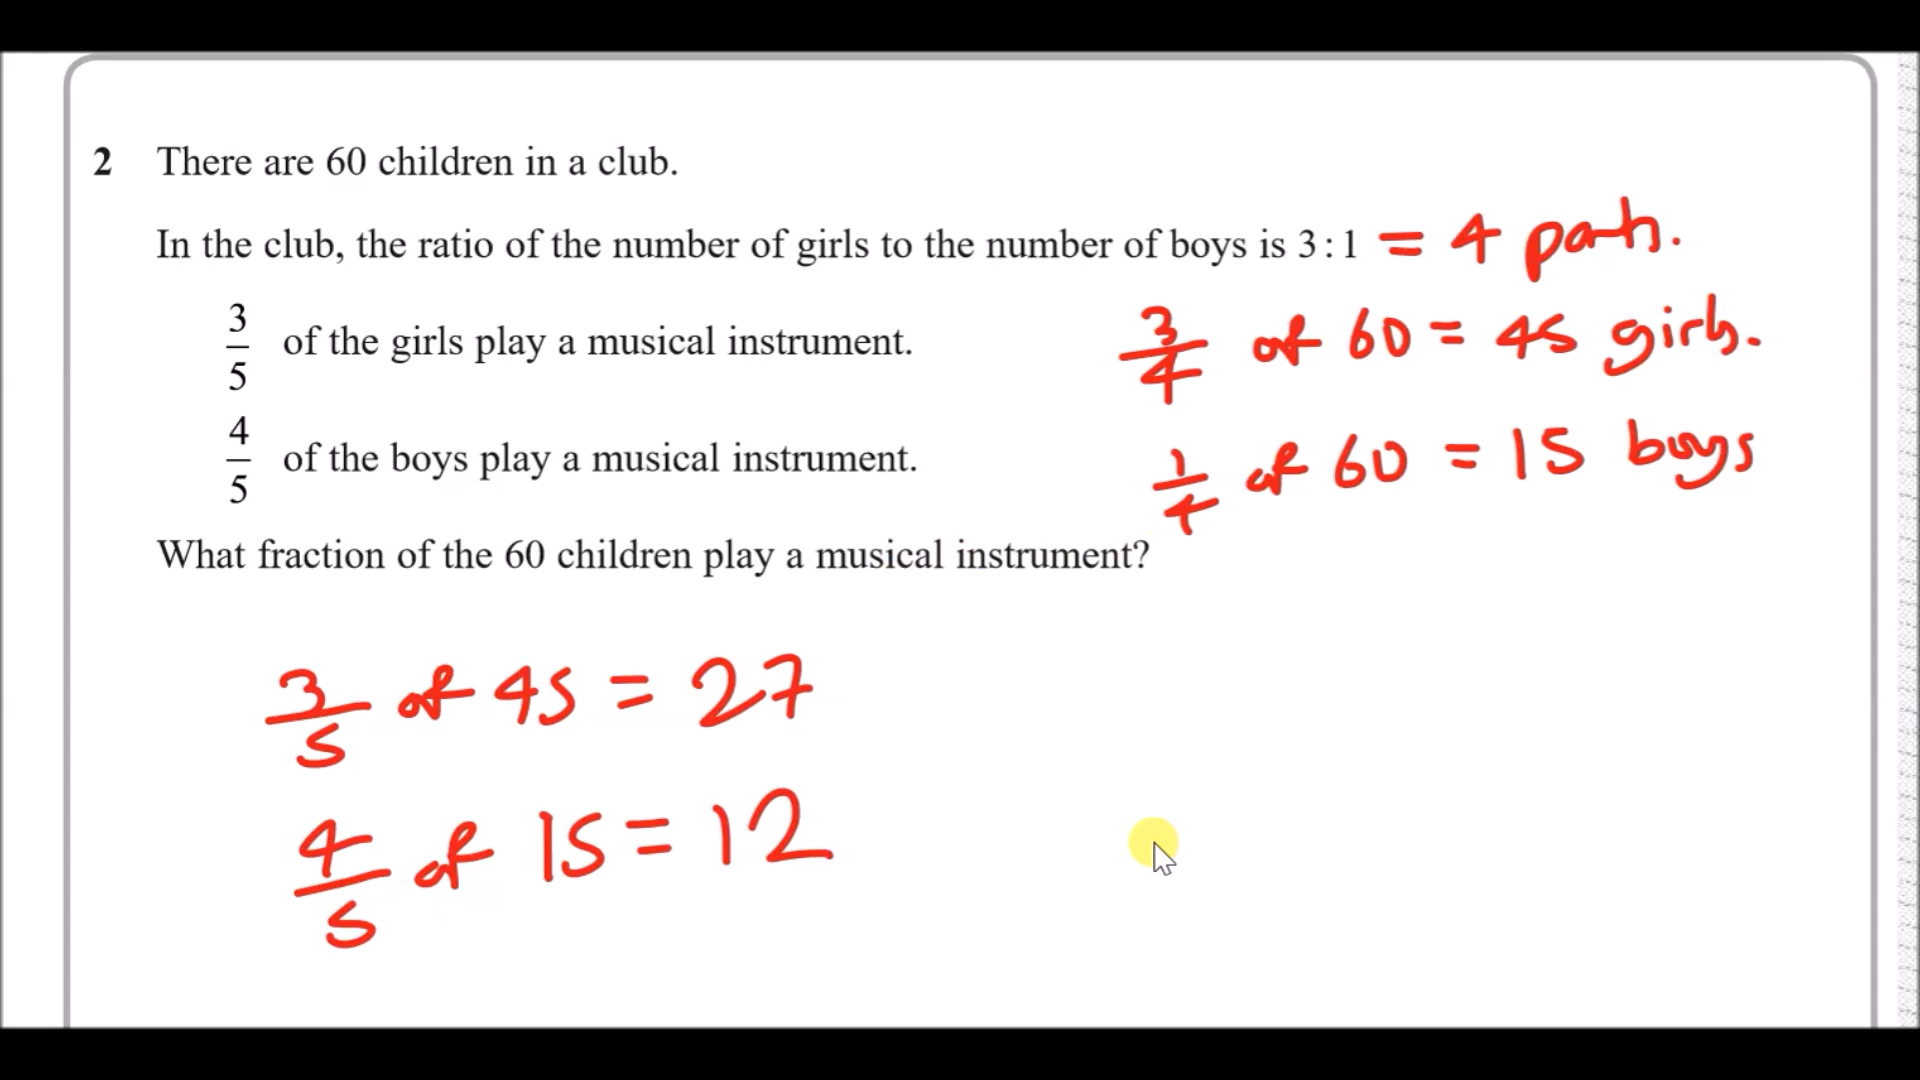 2 There are 60 children in a club.
In the club, the ratio of the number of girls to the number of boys is 3 : 1 = 4 parts.
3/5 of the girls play a musical instrument.
3/4 of 60 = 45 girls.
4/5 of the boys play a musical instrument.
1/4 of 60 = 15 boys
What fraction of the 60 children play a musical instrument?
3/5 of 45 = 27
4/5 of 15 = 12